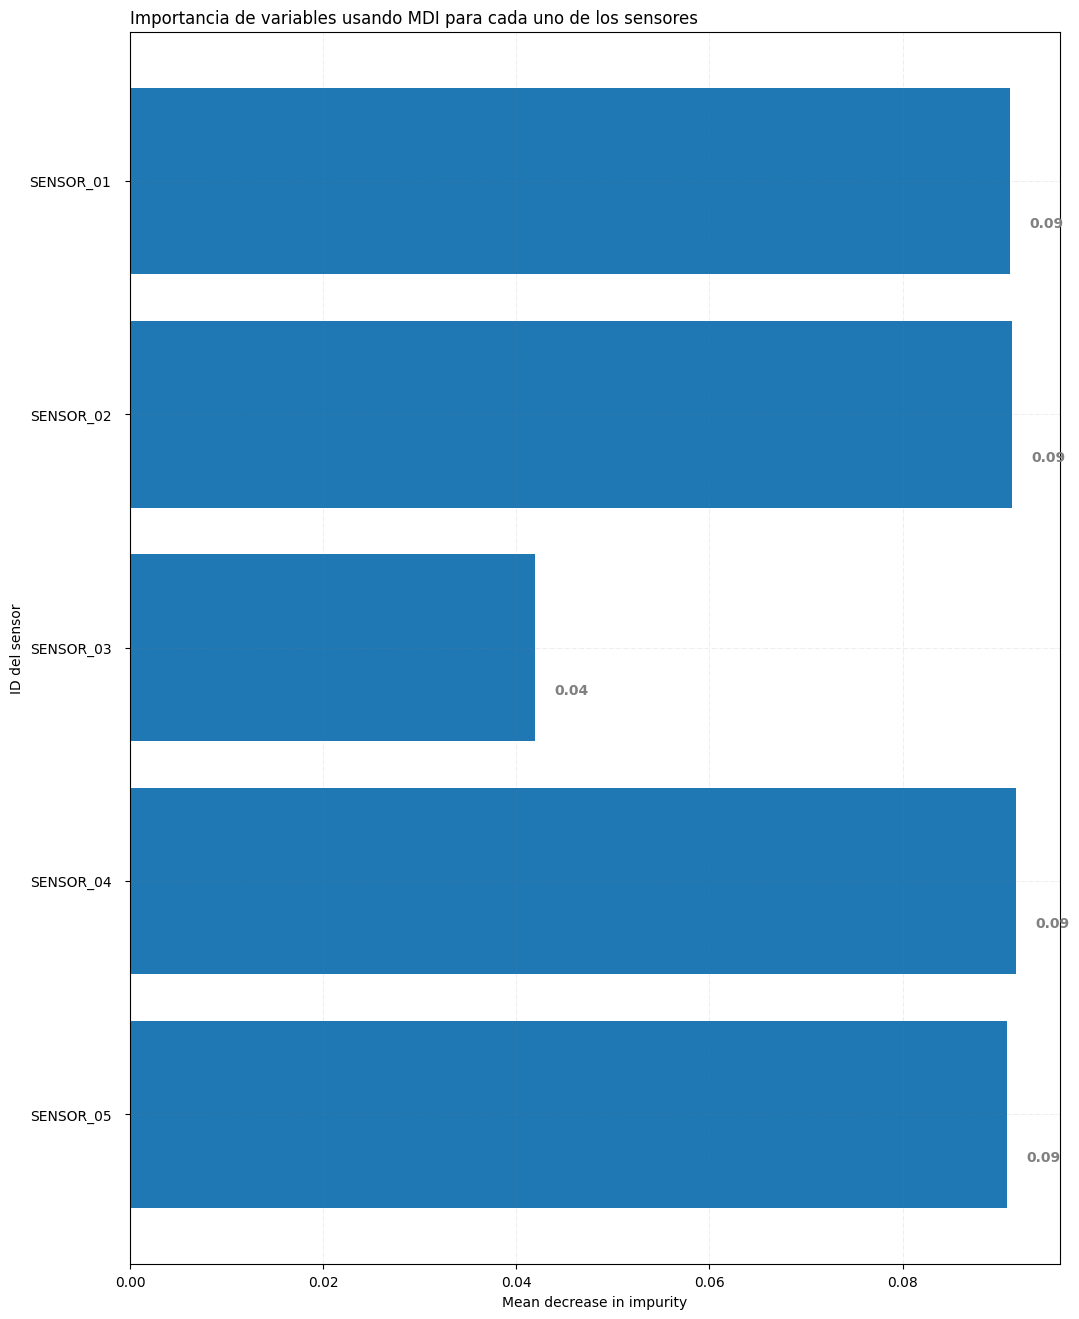 Importancia de variables usando MDI para cada uno de los sensores
ID del sensor
SENSOR_01
0.09
SENSOR_02
0.09
SENSOR_03
0.04
SENSOR_04
0.09
SENSOR_05
0.09
0.00 0.02 0.04 0.06 0.08
Mean decrease in impurity